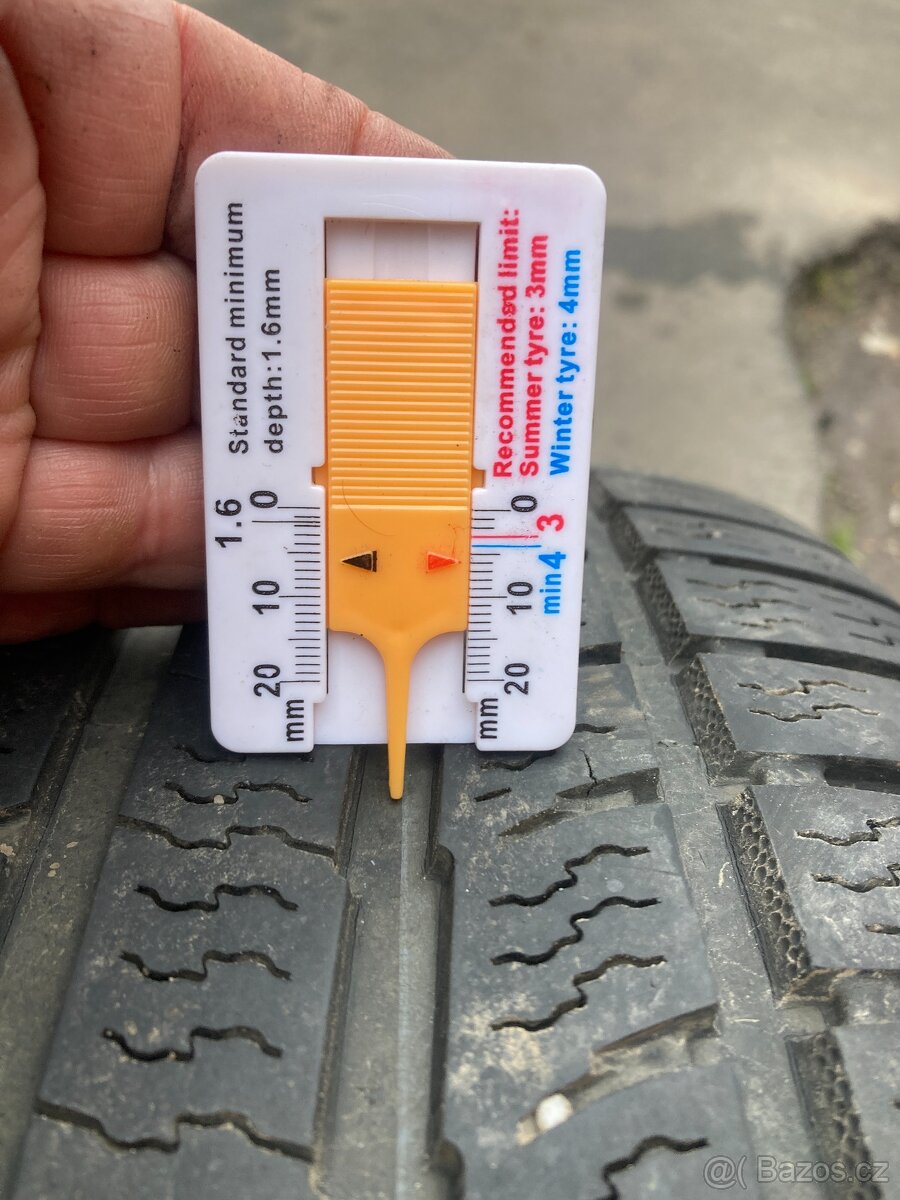 Standard minimum
depth:1.6mm
Recommended limit:
Summer tyre: 3mm
Winter tyre: 4mm
1.6
0
10
20
mm
0
10
20
mm
3
min4
@( Bazos.cz